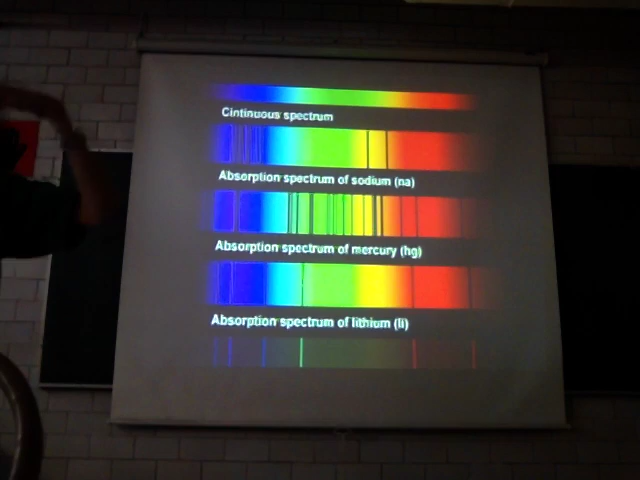 Cintinuous spectrum
Absorption spectrum of sodium (na)
Absorption spectrum of mercury (hg)
Absorption spectrum of lithium (li)